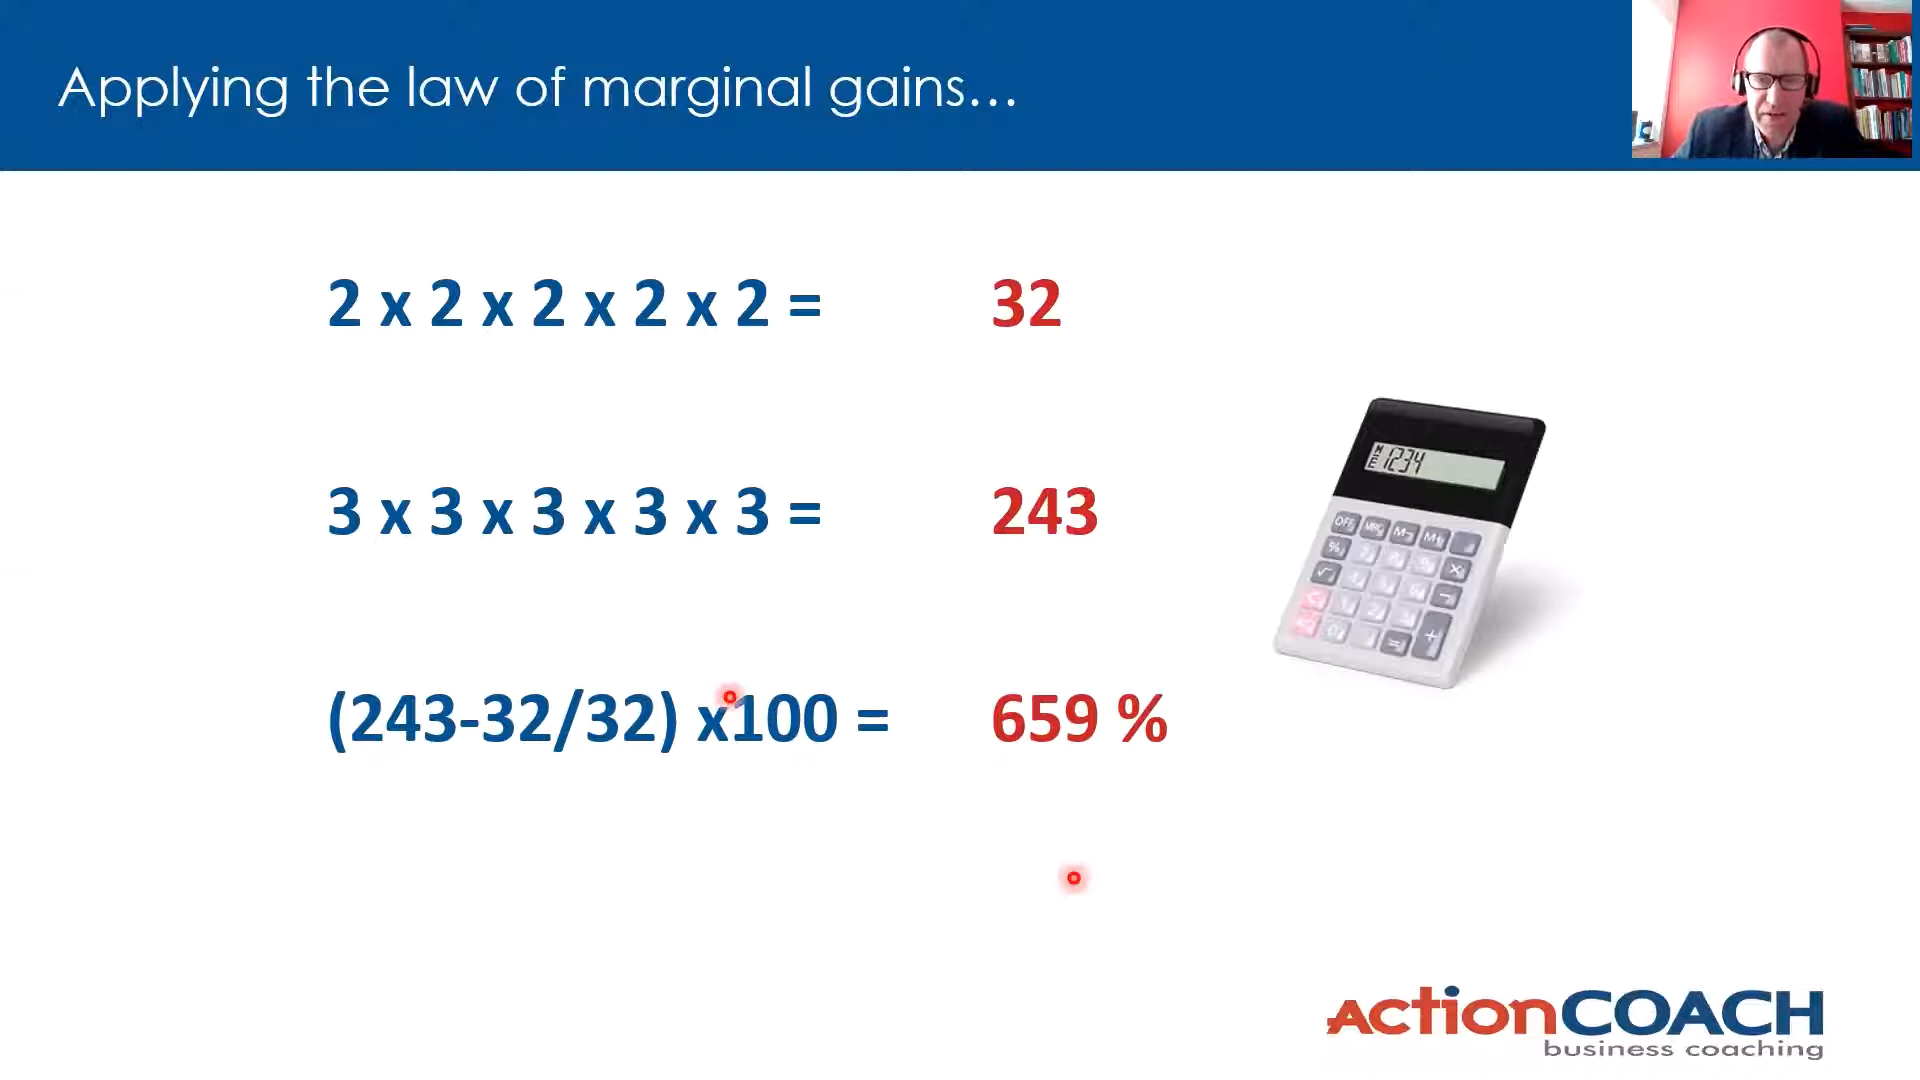 Applying the law of marginal gains...
2 x 2 x 2 x 2 x 2 = 32
3 x 3 x 3 x 3 x 3 = 243
(243-32/32) x100 = 659 %
1234
ActionCOACH
business coaching